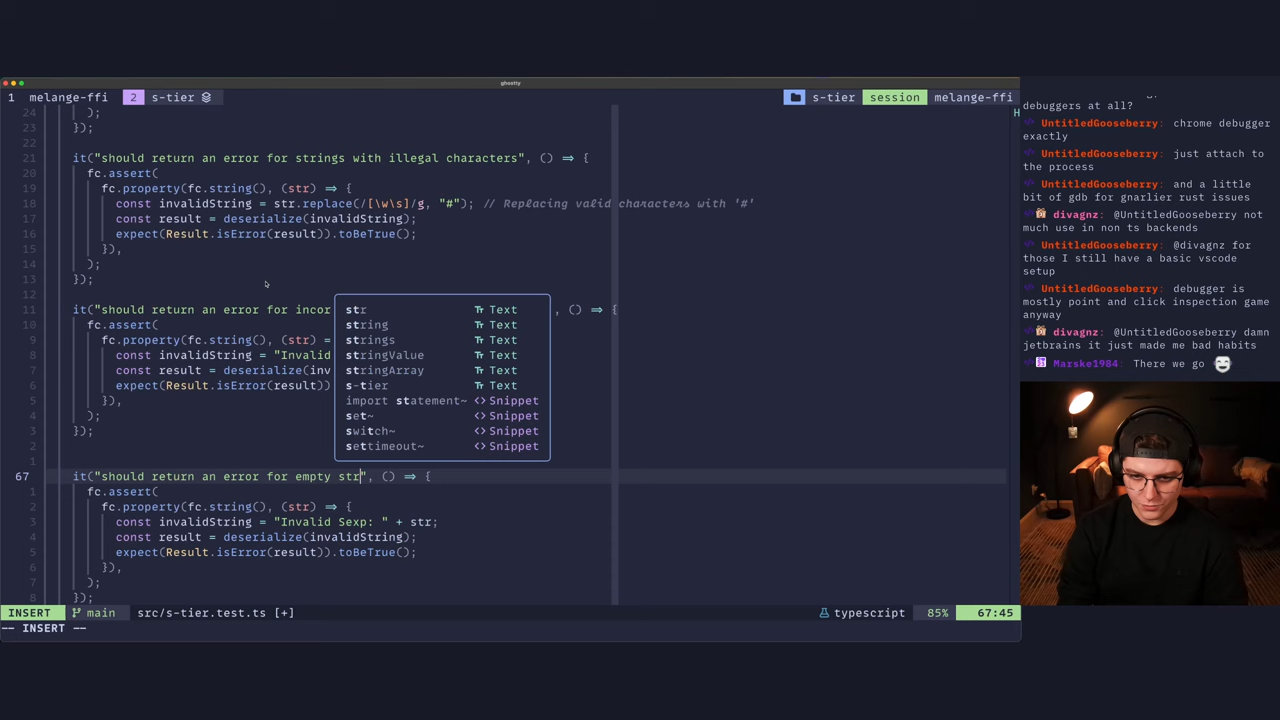 ghostty
1 melange-ffi 2 s-tier s-tier session melange-ffi
24 );
23 });
22
21 it("should return an error for strings with illegal characters", () => {
20 fc.assert(
19 fc.property(fc.string(), (str) => {
18 const invalidString = str.replace(/[\w\s]/g, "#"); // Replacing valid characters with '#'
17 const result = deserialize(invalidString);
16 expect(Result.isError(result)).toBeTrue();
15 }),
14 );
13 });
12
11 it("should return an error for incor , () => {
10 fc.assert(
9 fc.property(fc.string(), (str) =
8 const invalidString = "Invalid
7 const result = deserialize(inv
6 expect(Result.isError(result))
5 }),
4 );
3 });
2
1
67 it("should return an error for empty str", () => {
1 fc.assert(
2 fc.property(fc.string(), (str) => {
3 const invalidString = "Invalid Sexp: " + str;
4 const result = deserialize(invalidString);
5 expect(Result.isError(result)).toBeTrue();
6 }),
7 );
8 });
str Text
string Text
strings Text
stringValue Text
stringArray Text
s-tier Text
import statement~ <> Snippet
set~ <> Snippet
switch~ <> Snippet
settimeout~ <> Snippet
INSERT main src/s-tier.test.ts [+] typescript 85% 67:45
-- INSERT --
H
debuggers at all?
UntitledGooseberry: chrome debugger
exactly
UntitledGooseberry: just attach to
the process
UntitledGooseberry: and a little
bit of gdb for gnarlier rust issues
divagnz: @UntitledGooseberry not
much use in non ts backends
UntitledGooseberry: @divagnz for
those I still have a basic vscode
setup
UntitledGooseberry: debugger is
mostly point and click inspection game
anyway
divagnz: @UntitledGooseberry damn
jetbrains it just made me bad habits
Marske1984: There we go